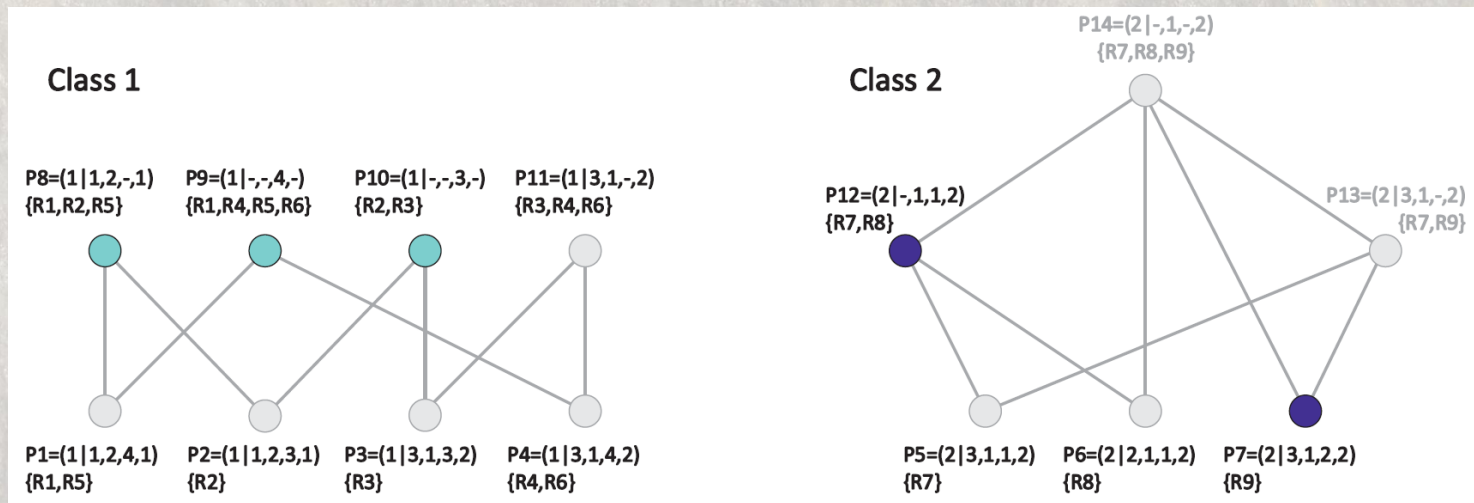 P14=(2|-,1,-,2)
{R7,R8,R9}
Class 1
Class 2
P8=(1|1,2,-,1)
{R1,R2,R5}
P9=(1|-,-,4,-)
{R1,R4,R5,R6}
P10=(1|-,-,3,-)
{R2,R3}
P11=(1|3,1,-,2)
{R3,R4,R6}
P12=(2|-,1,1,2)
{R7,R8}
P13=(2|3,1,-,2)
{R7,R9}
P1=(1|1,2,4,1)
{R1,R5}
P2=(1|1,2,3,1)
{R2}
P3=(1|3,1,3,2)
{R3}
P4=(1|3,1,4,2)
{R4,R6}
P5=(2|3,1,1,2)
{R7}
P6=(2|2,1,1,2)
{R8}
P7=(2|3,1,2,2)
{R9}